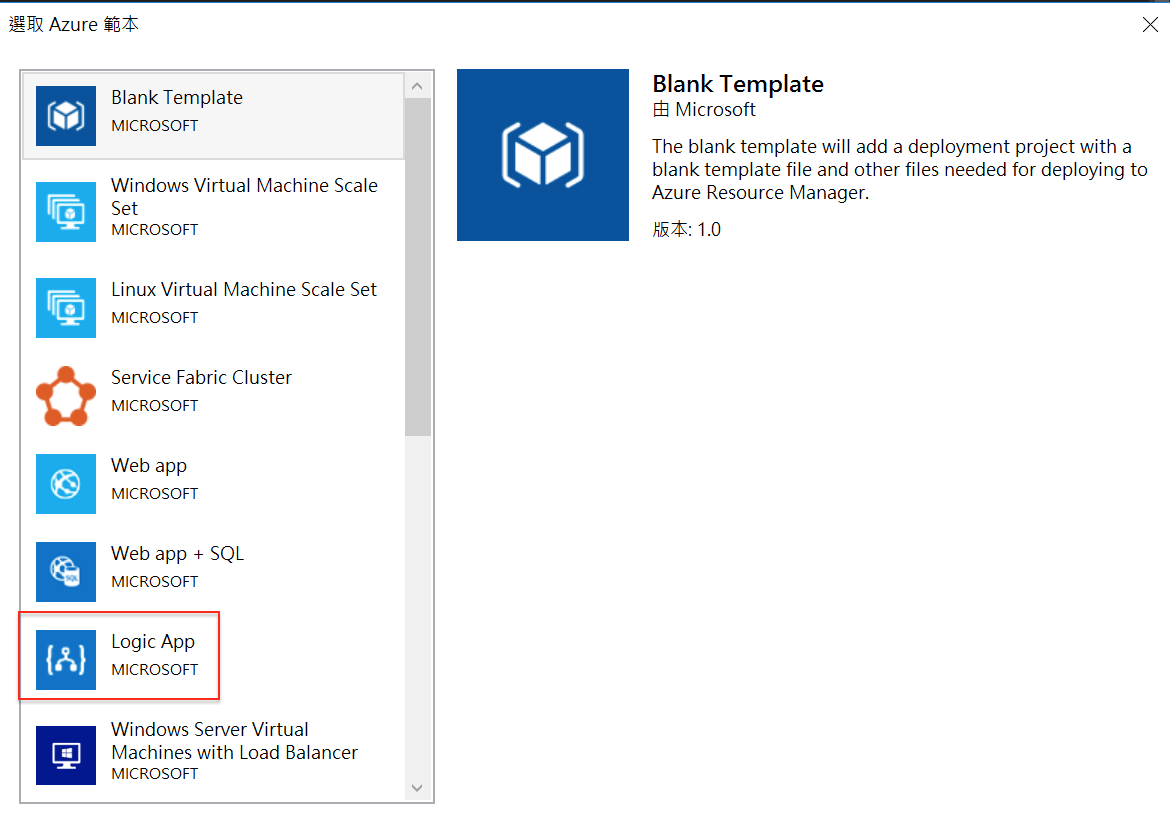 選取 Azure 範本
Blank Template
MICROSOFT
Windows Virtual Machine Scale
Set
MICROSOFT
Linux Virtual Machine Scale Set
MICROSOFT
Service Fabric Cluster
MICROSOFT
Web app
MICROSOFT
Web app + SQL
MICROSOFT
Logic App
MICROSOFT
Windows Server Virtual
Machines with Load Balancer
MICROSOFT
Blank Template
由 Microsoft
The blank template will add a deployment project with a
blank template file and other files needed for deploying to
Azure Resource Manager.
版本: 1.0